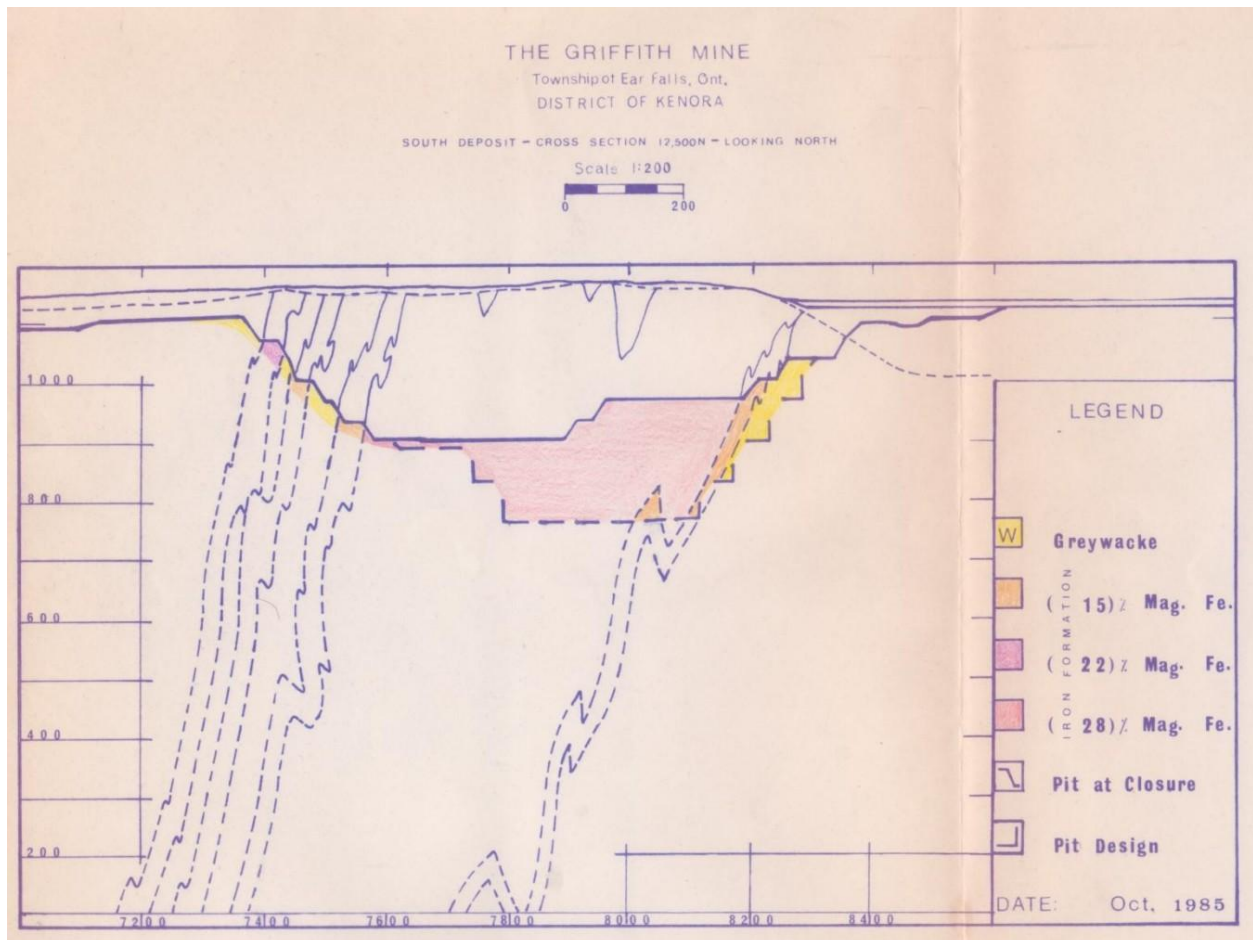 THE GRIFFITH MINE
Township of Ear Falls, Ont,
DISTRICT OF KENORA
SOUTH DEPOSIT - CROSS SECTION 12,500N - LOOKING NORTH
Scale 1:200
0 200
1000
800
600
400
200
7200 7400 7600 7800 8000 8200 8400
LEGEND
W Greywacke
IRON FORMATION
( 15)% Mag. Fe.
( 22)% Mag. Fe.
( 28)% Mag. Fe.
Pit at Closure
Pit Design
DATE: Oct, 1985